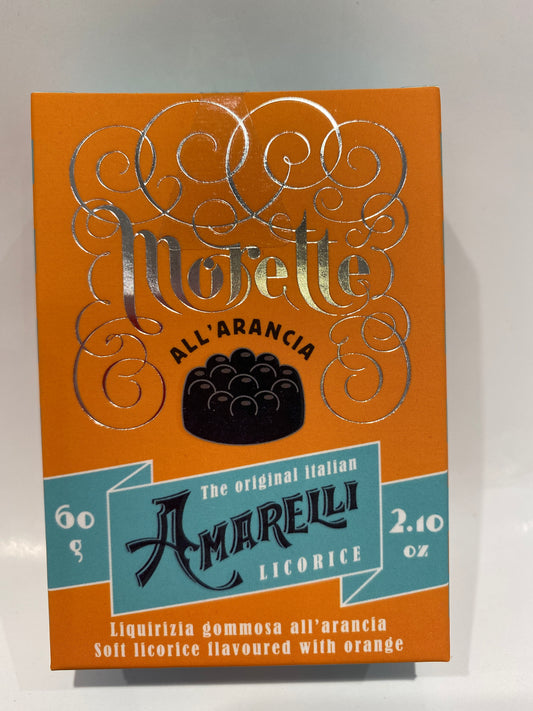 Morette
ALL'ARANCIA
The original italian
AMARELLI
LICORICE
60
g
2.10
oz
Liquirizia gommosa all'arancia
Soft licorice flavoured with orange